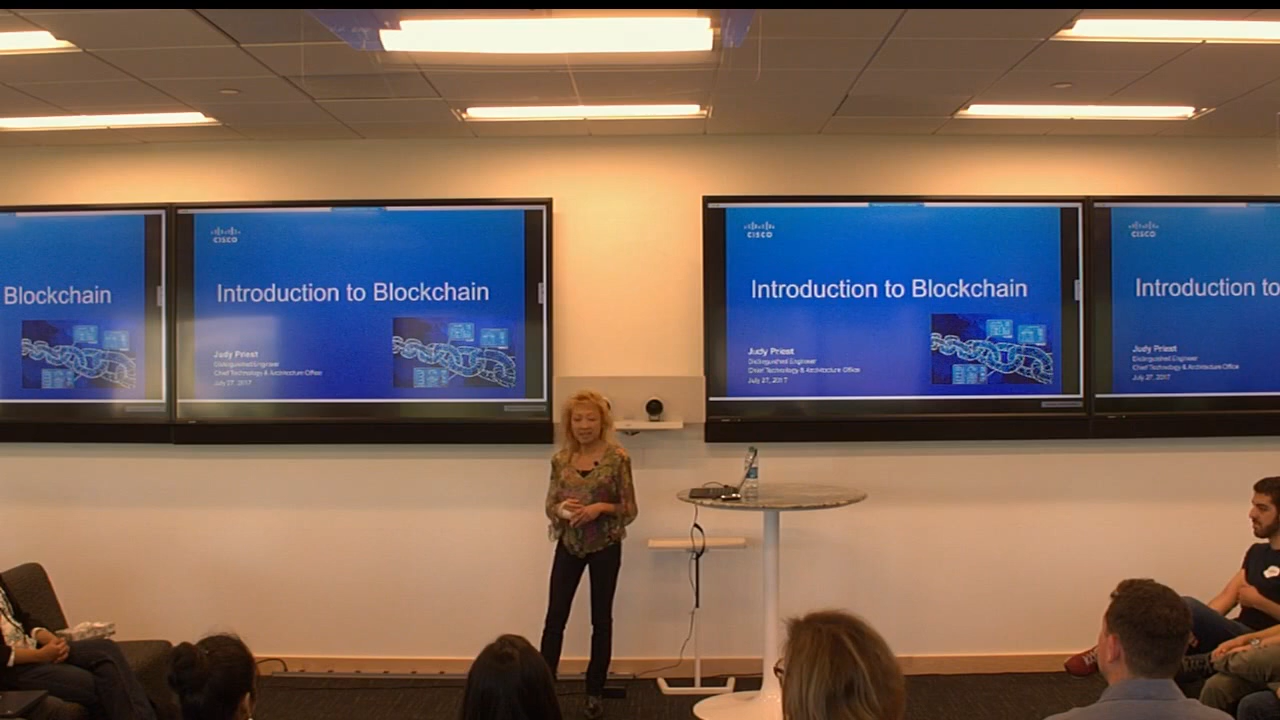 Blockchain
CISCO
Introduction to Blockchain
Judy Priest
Distinguished Engineer
Chief Technology & Architecture Office
July 27, 2017
CISCO
Introduction to Blockchain
Judy Priest
Distinguished Engineer
Chief Technology & Architecture Office
July 27, 2017
CISCO
Introduction to
Judy Priest
Distinguished Engineer
Chief Technology & Architecture Office
July 27, 2017